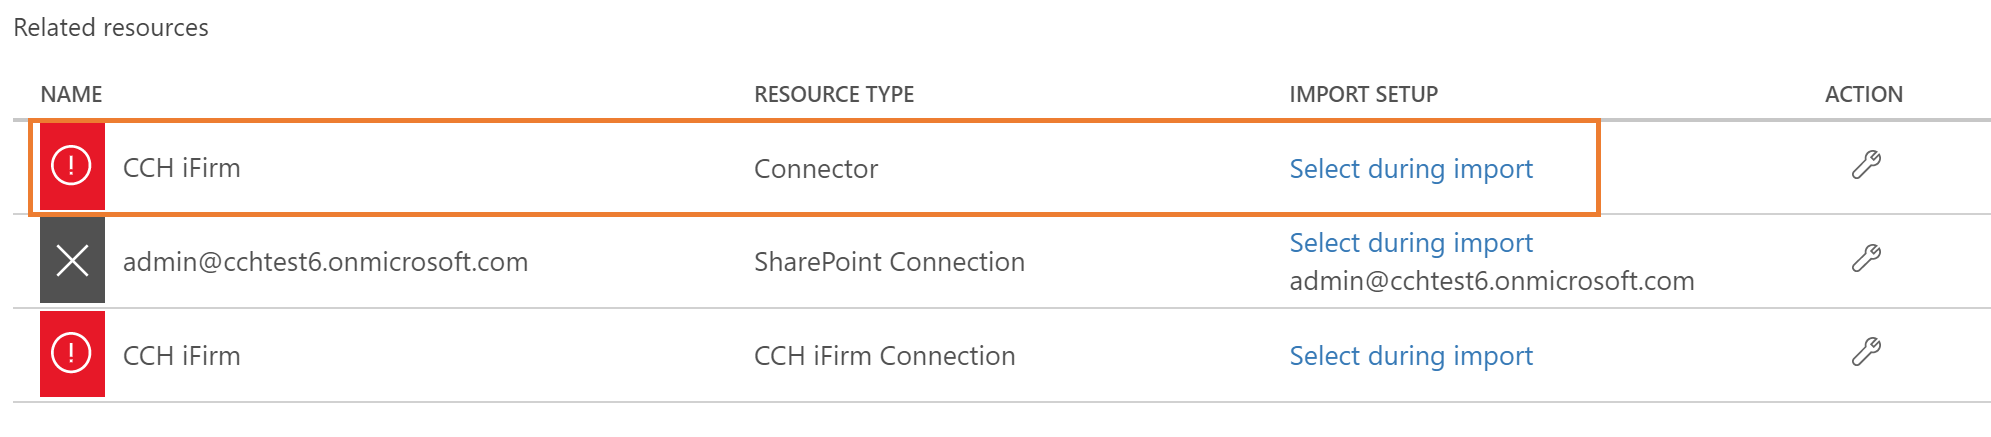 Related resources
NAME RESOURCE TYPE IMPORT SETUP ACTION
CCH iFirm Connector Select during import
admin@cchtest6.onmicrosoft.com SharePoint Connection Select during import
admin@cchtest6.onmicrosoft.com
CCH iFirm CCH iFirm Connection Select during import